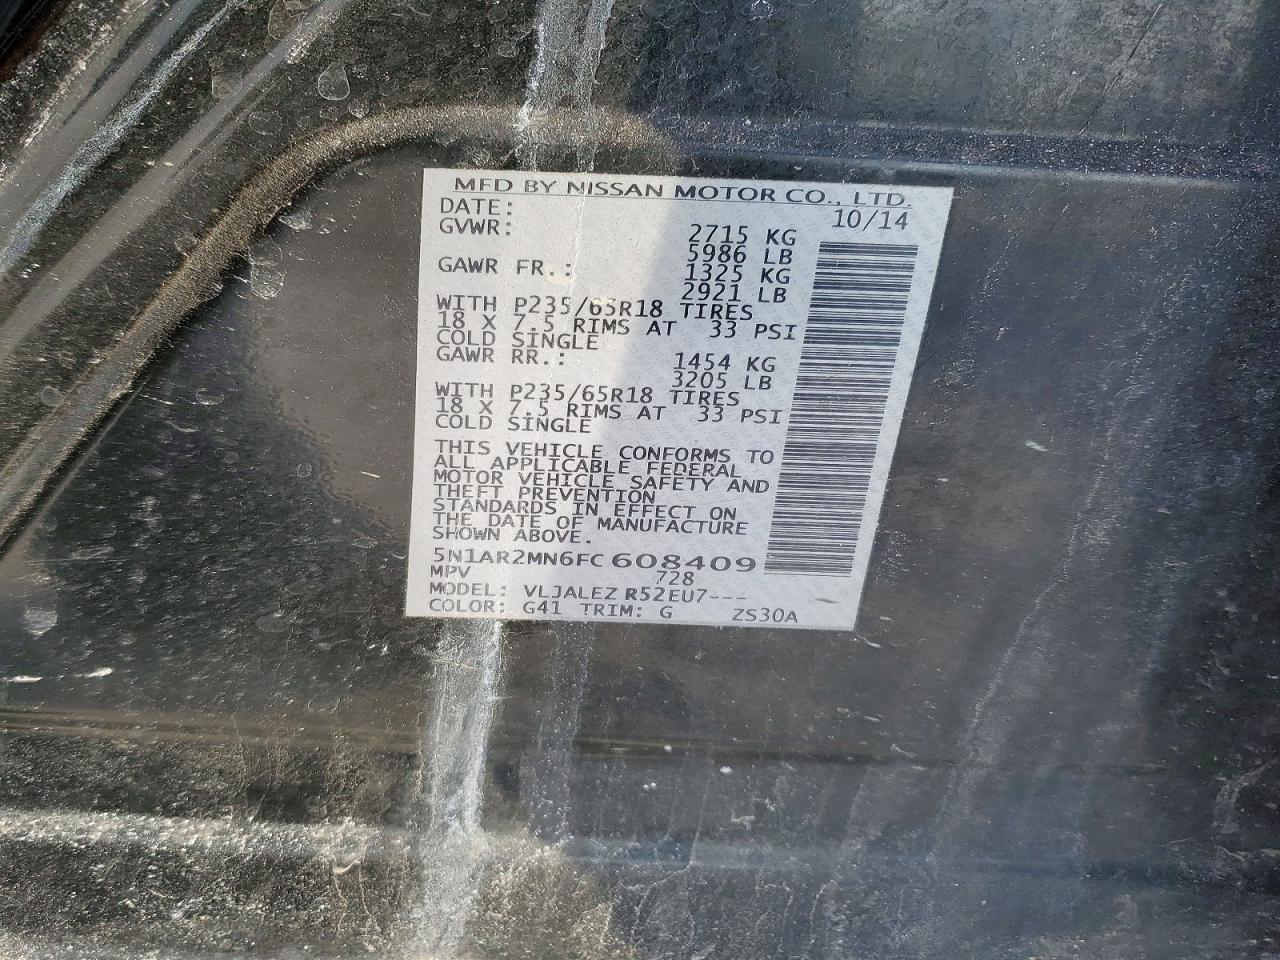 MFD BY NISSAN MOTOR CO., LTD.
DATE: 10/14
GVWR: 2715 KG
5986 LB
GAWR FR.: 1325 KG
2921 LB
WITH P235/65R18 TIRES
18 X 7.5 RIMS AT 33 PSI
COLD SINGLE
GAWR RR.: 1454 KG
3205 LB
WITH P235/65R18 TIRES
18 X 7.5 RIMS AT 33 PSI
COLD SINGLE
THIS VEHICLE CONFORMS TO
ALL APPLICABLE FEDERAL
MOTOR VEHICLE SAFETY AND
THEFT PREVENTION
STANDARDS IN EFFECT ON
THE DATE OF MANUFACTURE
SHOWN ABOVE.
5N1AR2MN6FC608409
MPV 728
MODEL: VLJALEZ R52EU7---
COLOR: G41 TRIM: G ZS30A